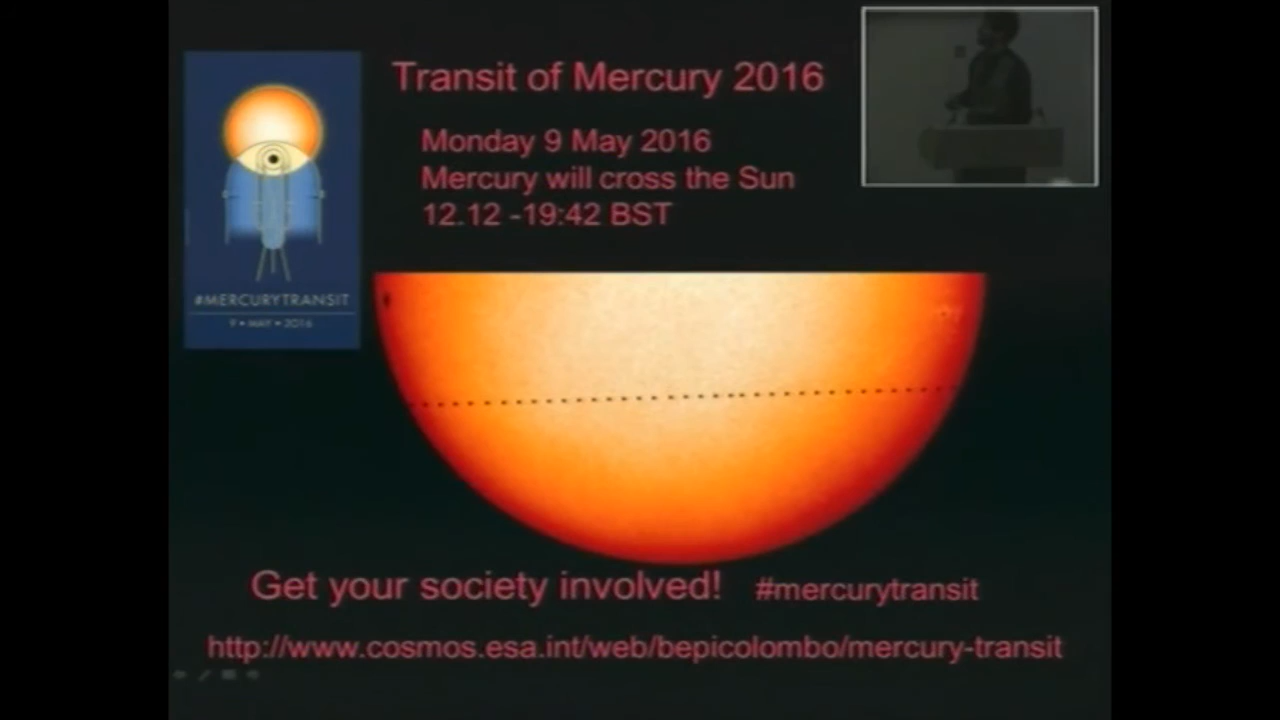 Transit of Mercury 2016
Monday 9 May 2016
Mercury will cross the Sun
12.12 -19:42 BST
#MERCURYTRANSIT
9 • MAY • 2016
Get your society involved! #mercurytransit
http://www.cosmos.esa.int/web/bepicolombo/mercury-transit